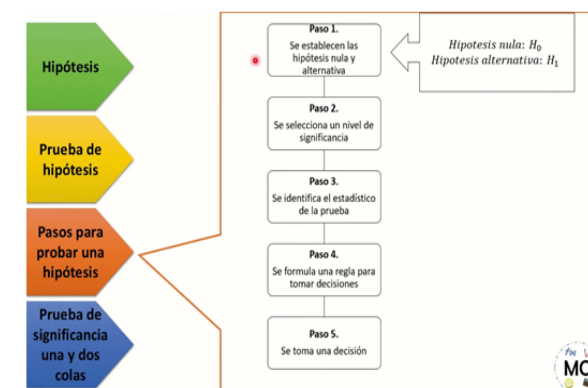 Hipótesis
Prueba de
hipótesis
Pasos para
probar una
hipótesis
Prueba de
significancia
una y dos
colas
Paso 1.
Se establecen las
hipótesis nula y
alternativa
Hipotesis nula: H₀
Hipotesis alternativa: H₁
Paso 2.
Se selecciona un nivel de
significancia
Paso 3.
Se identifica el estadístico
de la prueba
Paso 4.
Se formula una regla para
tomar decisiones
Paso 5.
Se toma una decisión